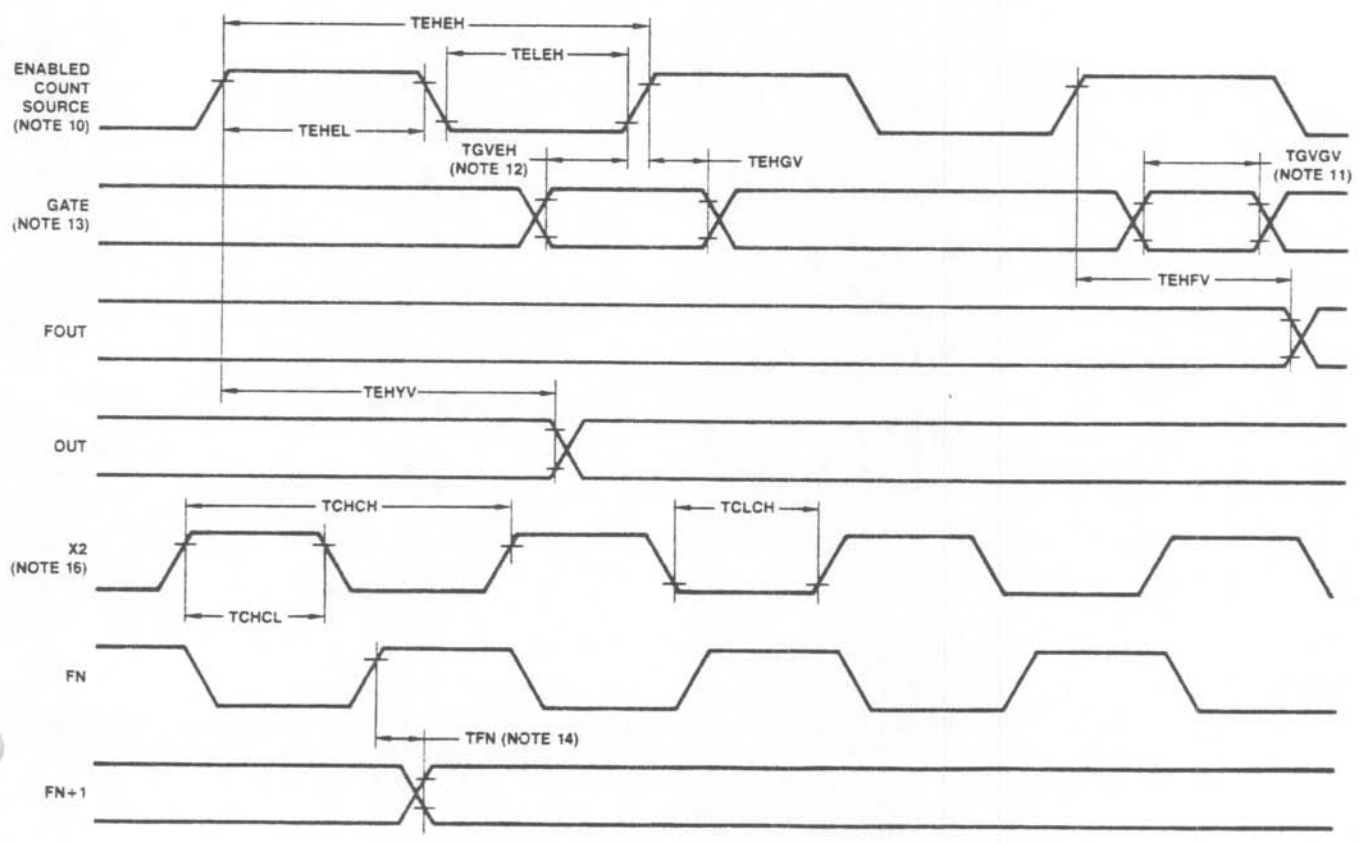 TEHEH
TELEH
ENABLED
COUNT
SOURCE
(NOTE 10)
TEHEL
TGVEH
(NOTE 12)
TEHGV
TGVGV
(NOTE 11)
GATE
(NOTE 13)
TEHFV
FOUT
TEHYV
OUT
TCHCH
TCLCH
X2
(NOTE 16)
TCHCL
FN
TFN (NOTE 14)
FN+1